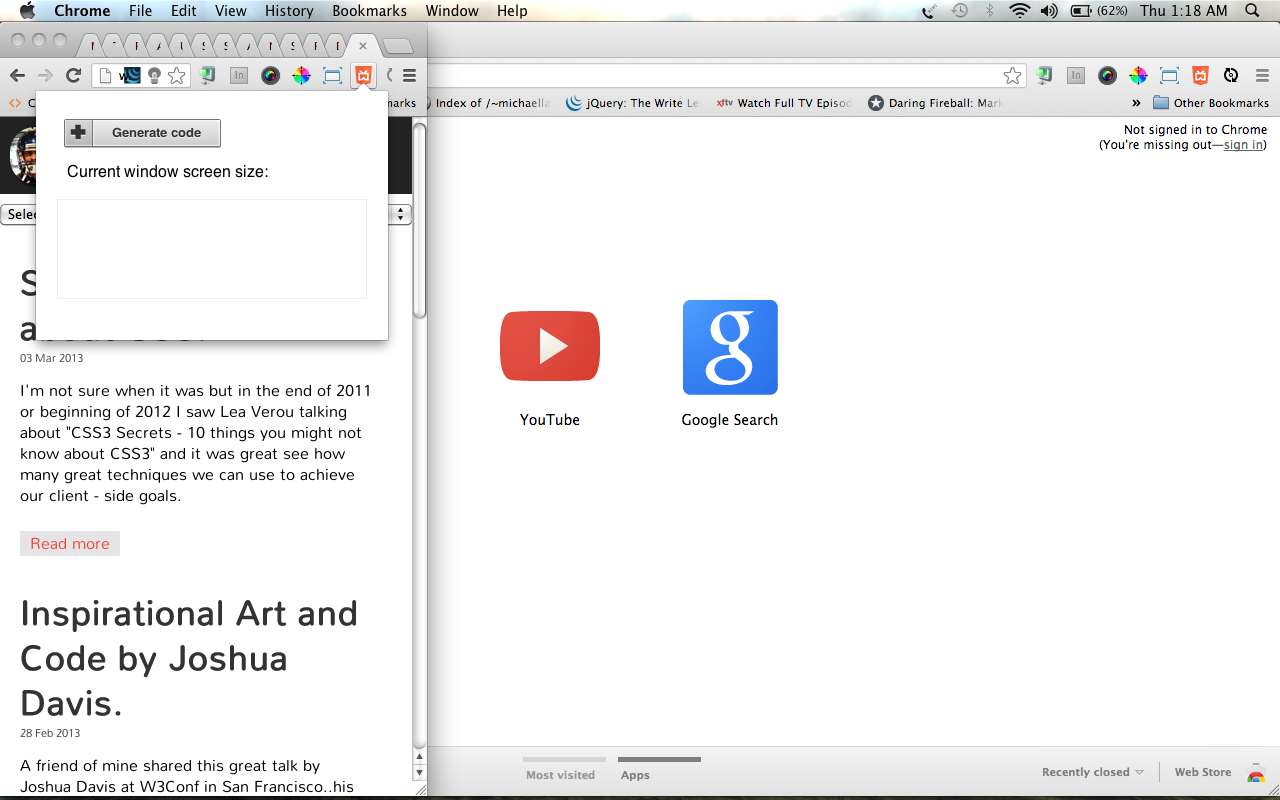 Chrome File Edit View History Bookmarks Window Help (62%) Thu 1:18 AM
Index of /~michaella jQuery: The Write Le xftv Watch Full TV Episod Daring Fireball: Mark » Other Bookmarks
Generate code
Current window screen size:
Selec
about CSS3
03 Mar 2013
I'm not sure when it was but in the end of 2011
or beginning of 2012 I saw Lea Verou talking
about "CSS3 Secrets - 10 things you might not
know about CSS3" and it was great see how
many great techniques we can use to achieve
our client - side goals.
Read more
Inspirational Art and
Code by Joshua
Davis.
28 Feb 2013
A friend of mine shared this great talk by
Joshua Davis at W3Conf in San Francisco..his
Not signed in to Chrome
(You're missing out—sign in)
YouTube
Google Search
Most visited
Apps
Recently closed
Web Store